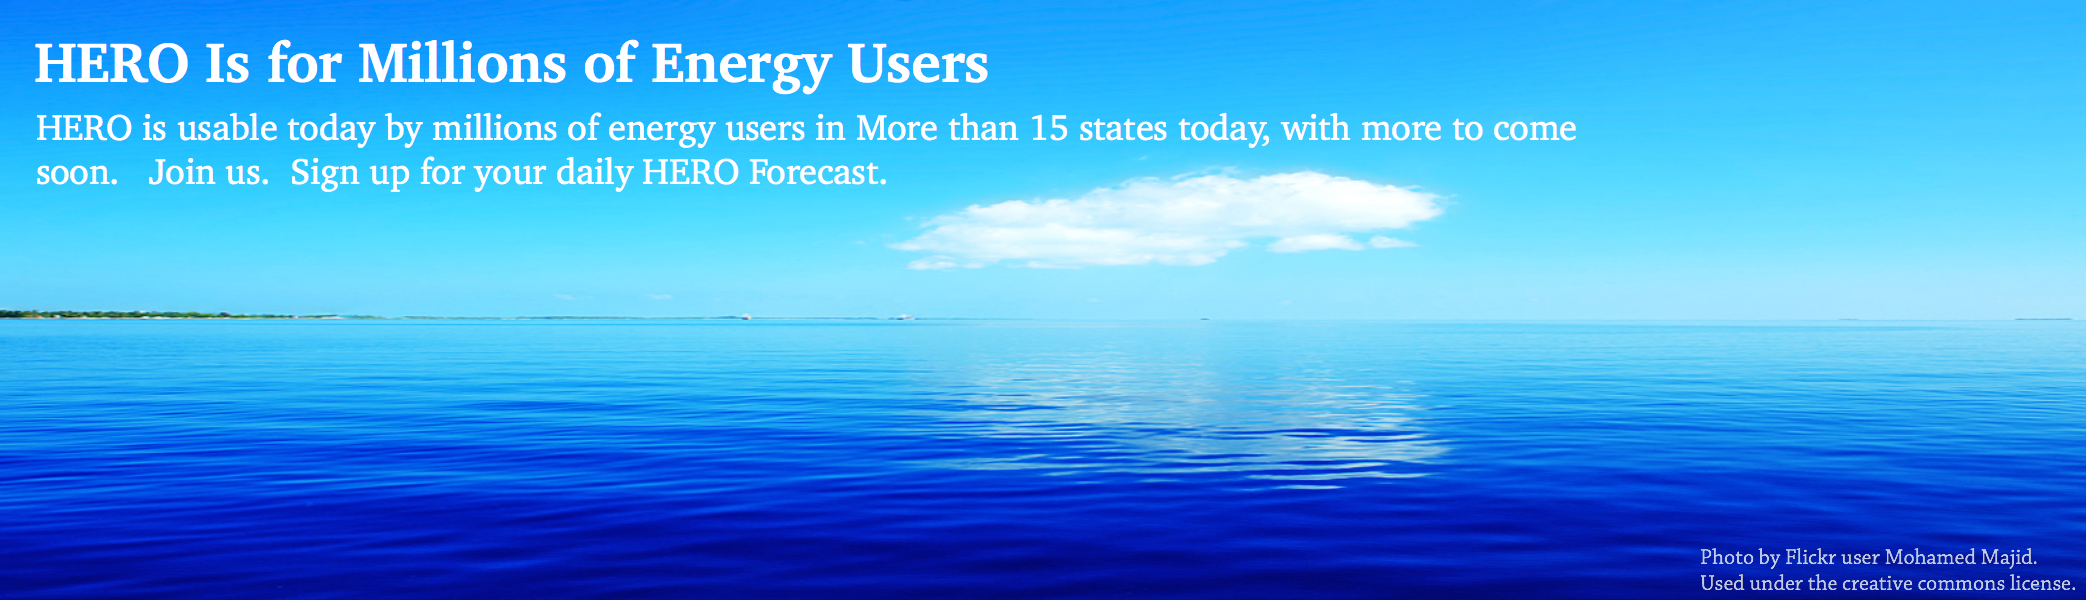 HERO Is for Millions of Energy Users
HERO is usable today by millions of energy users in More than 15 states today, with more to come
soon.   Join us.  Sign up for your daily HERO Forecast.
Photo by Flickr user Mohamed Majid.
Used under the creative commons license.